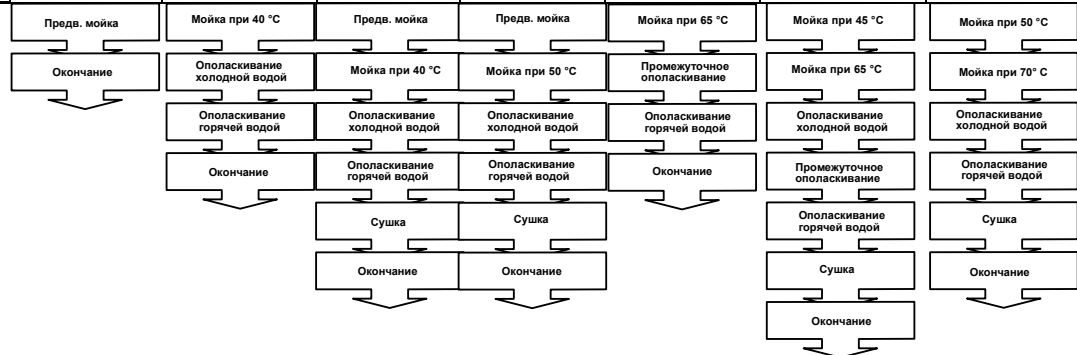 Предв. мойка
Окончание
Мойка при 40 °C
Ополаскивание
холодной водой
Ополаскивание
горячей водой
Окончание
Предв. мойка
Мойка при 40 °C
Ополаскивание
холодной водой
Ополаскивание
горячей водой
Сушка
Окончание
Предв. мойка
Мойка при 50 °C
Ополаскивание
холодной водой
Ополаскивание
горячей водой
Сушка
Окончание
Мойка при 65 °C
Промежуточное
ополаскивание
Ополаскивание
горячей водой
Окончание
Мойка при 45 °C
Мойка при 65 °C
Ополаскивание
холодной водой
Промежуточное
ополаскивание
Ополаскивание
горячей водой
Сушка
Окончание
Мойка при 50 °C
Мойка при 70° C
Ополаскивание
холодной водой
Ополаскивание
горячей водой
Сушка
Окончание